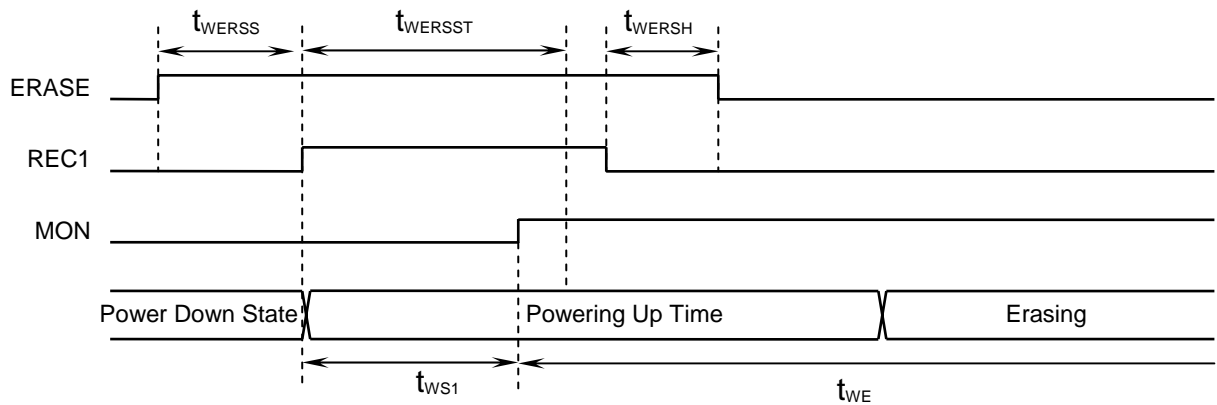 tWERSS tWERSST tWERSH
ERASE
REC1
MON
Power Down State Powering Up Time Erasing
tWS1 tWE